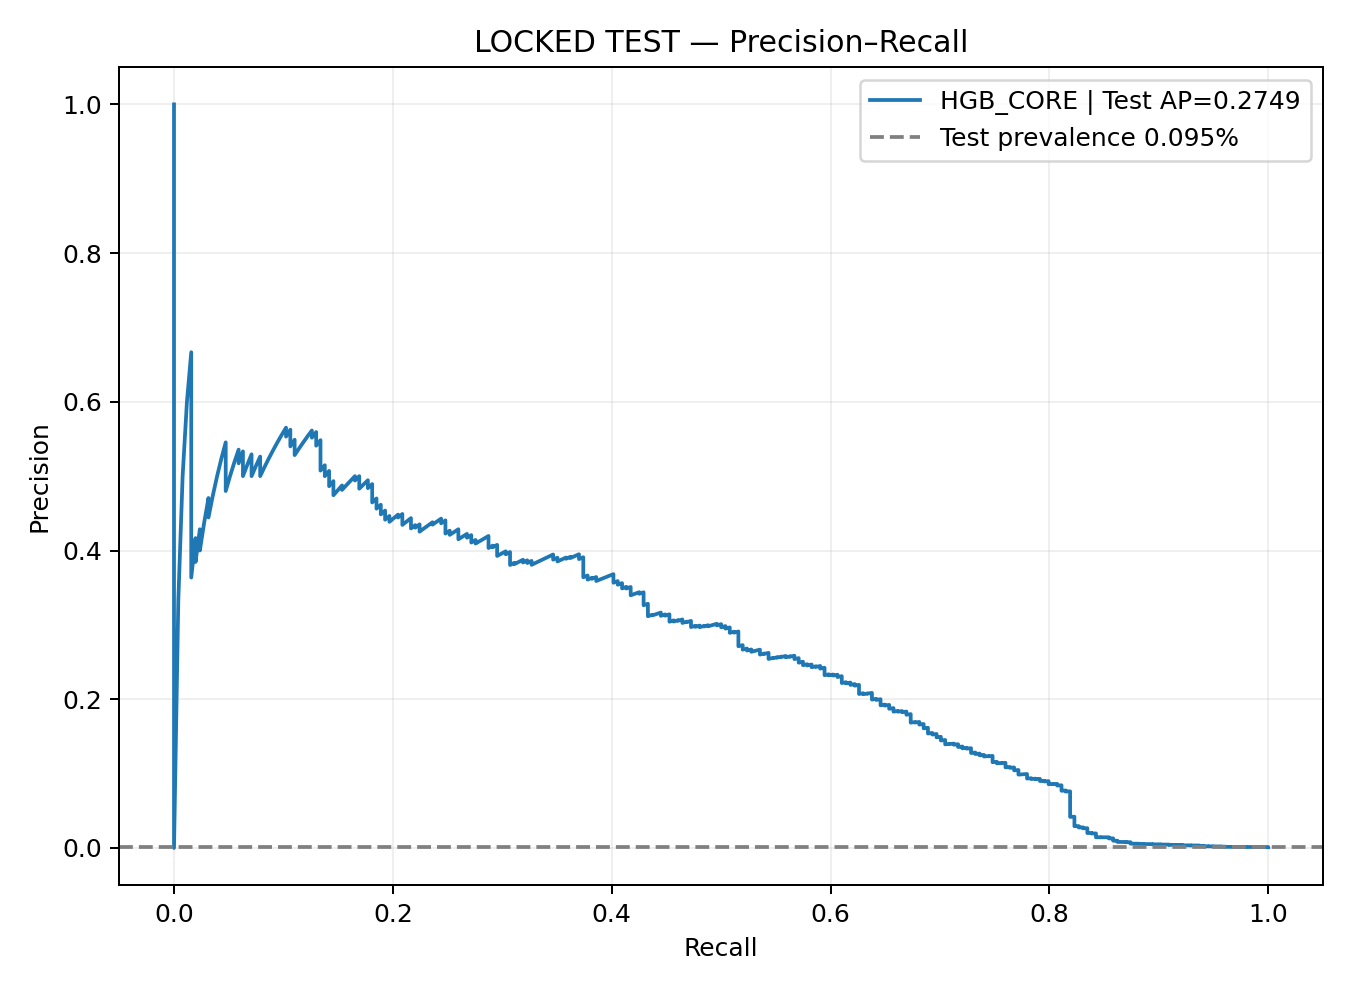 LOCKED TEST — Precision–Recall
HGB_CORE | Test AP=0.2749
Test prevalence 0.095%
Precision
1.0
0.8
0.6
0.4
0.2
0.0
0.0 0.2 0.4 0.6 0.8 1.0
Recall